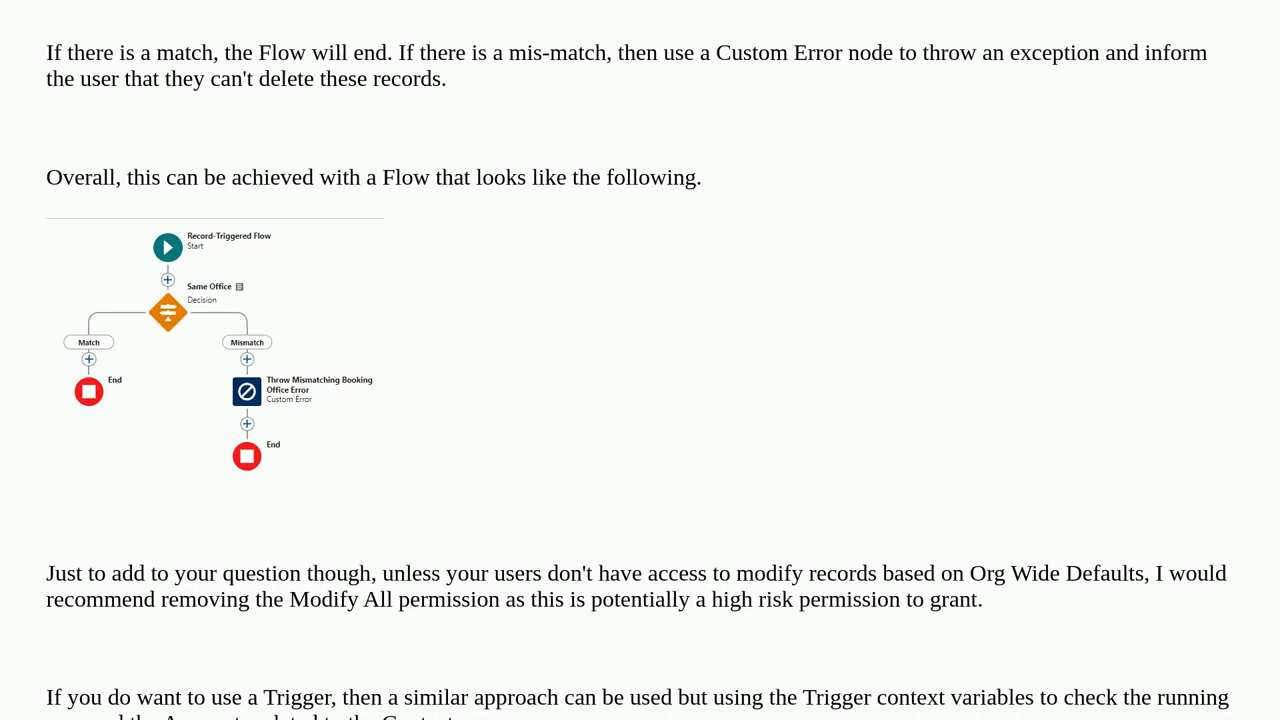 If there is a match, the Flow will end. If there is a mis-match, then use a Custom Error node to throw an exception and inform
the user that they can't delete these records.
Overall, this can be achieved with a Flow that looks like the following.
Record-Triggered Flow
Start
Same Office
Decision
Match
Mismatch
End
Throw Mismatching Booking
Office Error
Custom Error
End
Just to add to your question though, unless your users don't have access to modify records based on Org Wide Defaults, I would
recommend removing the Modify All permission as this is potentially a high risk permission to grant.
If you do want to use a Trigger, then a similar approach can be used but using the Trigger context variables to check the running